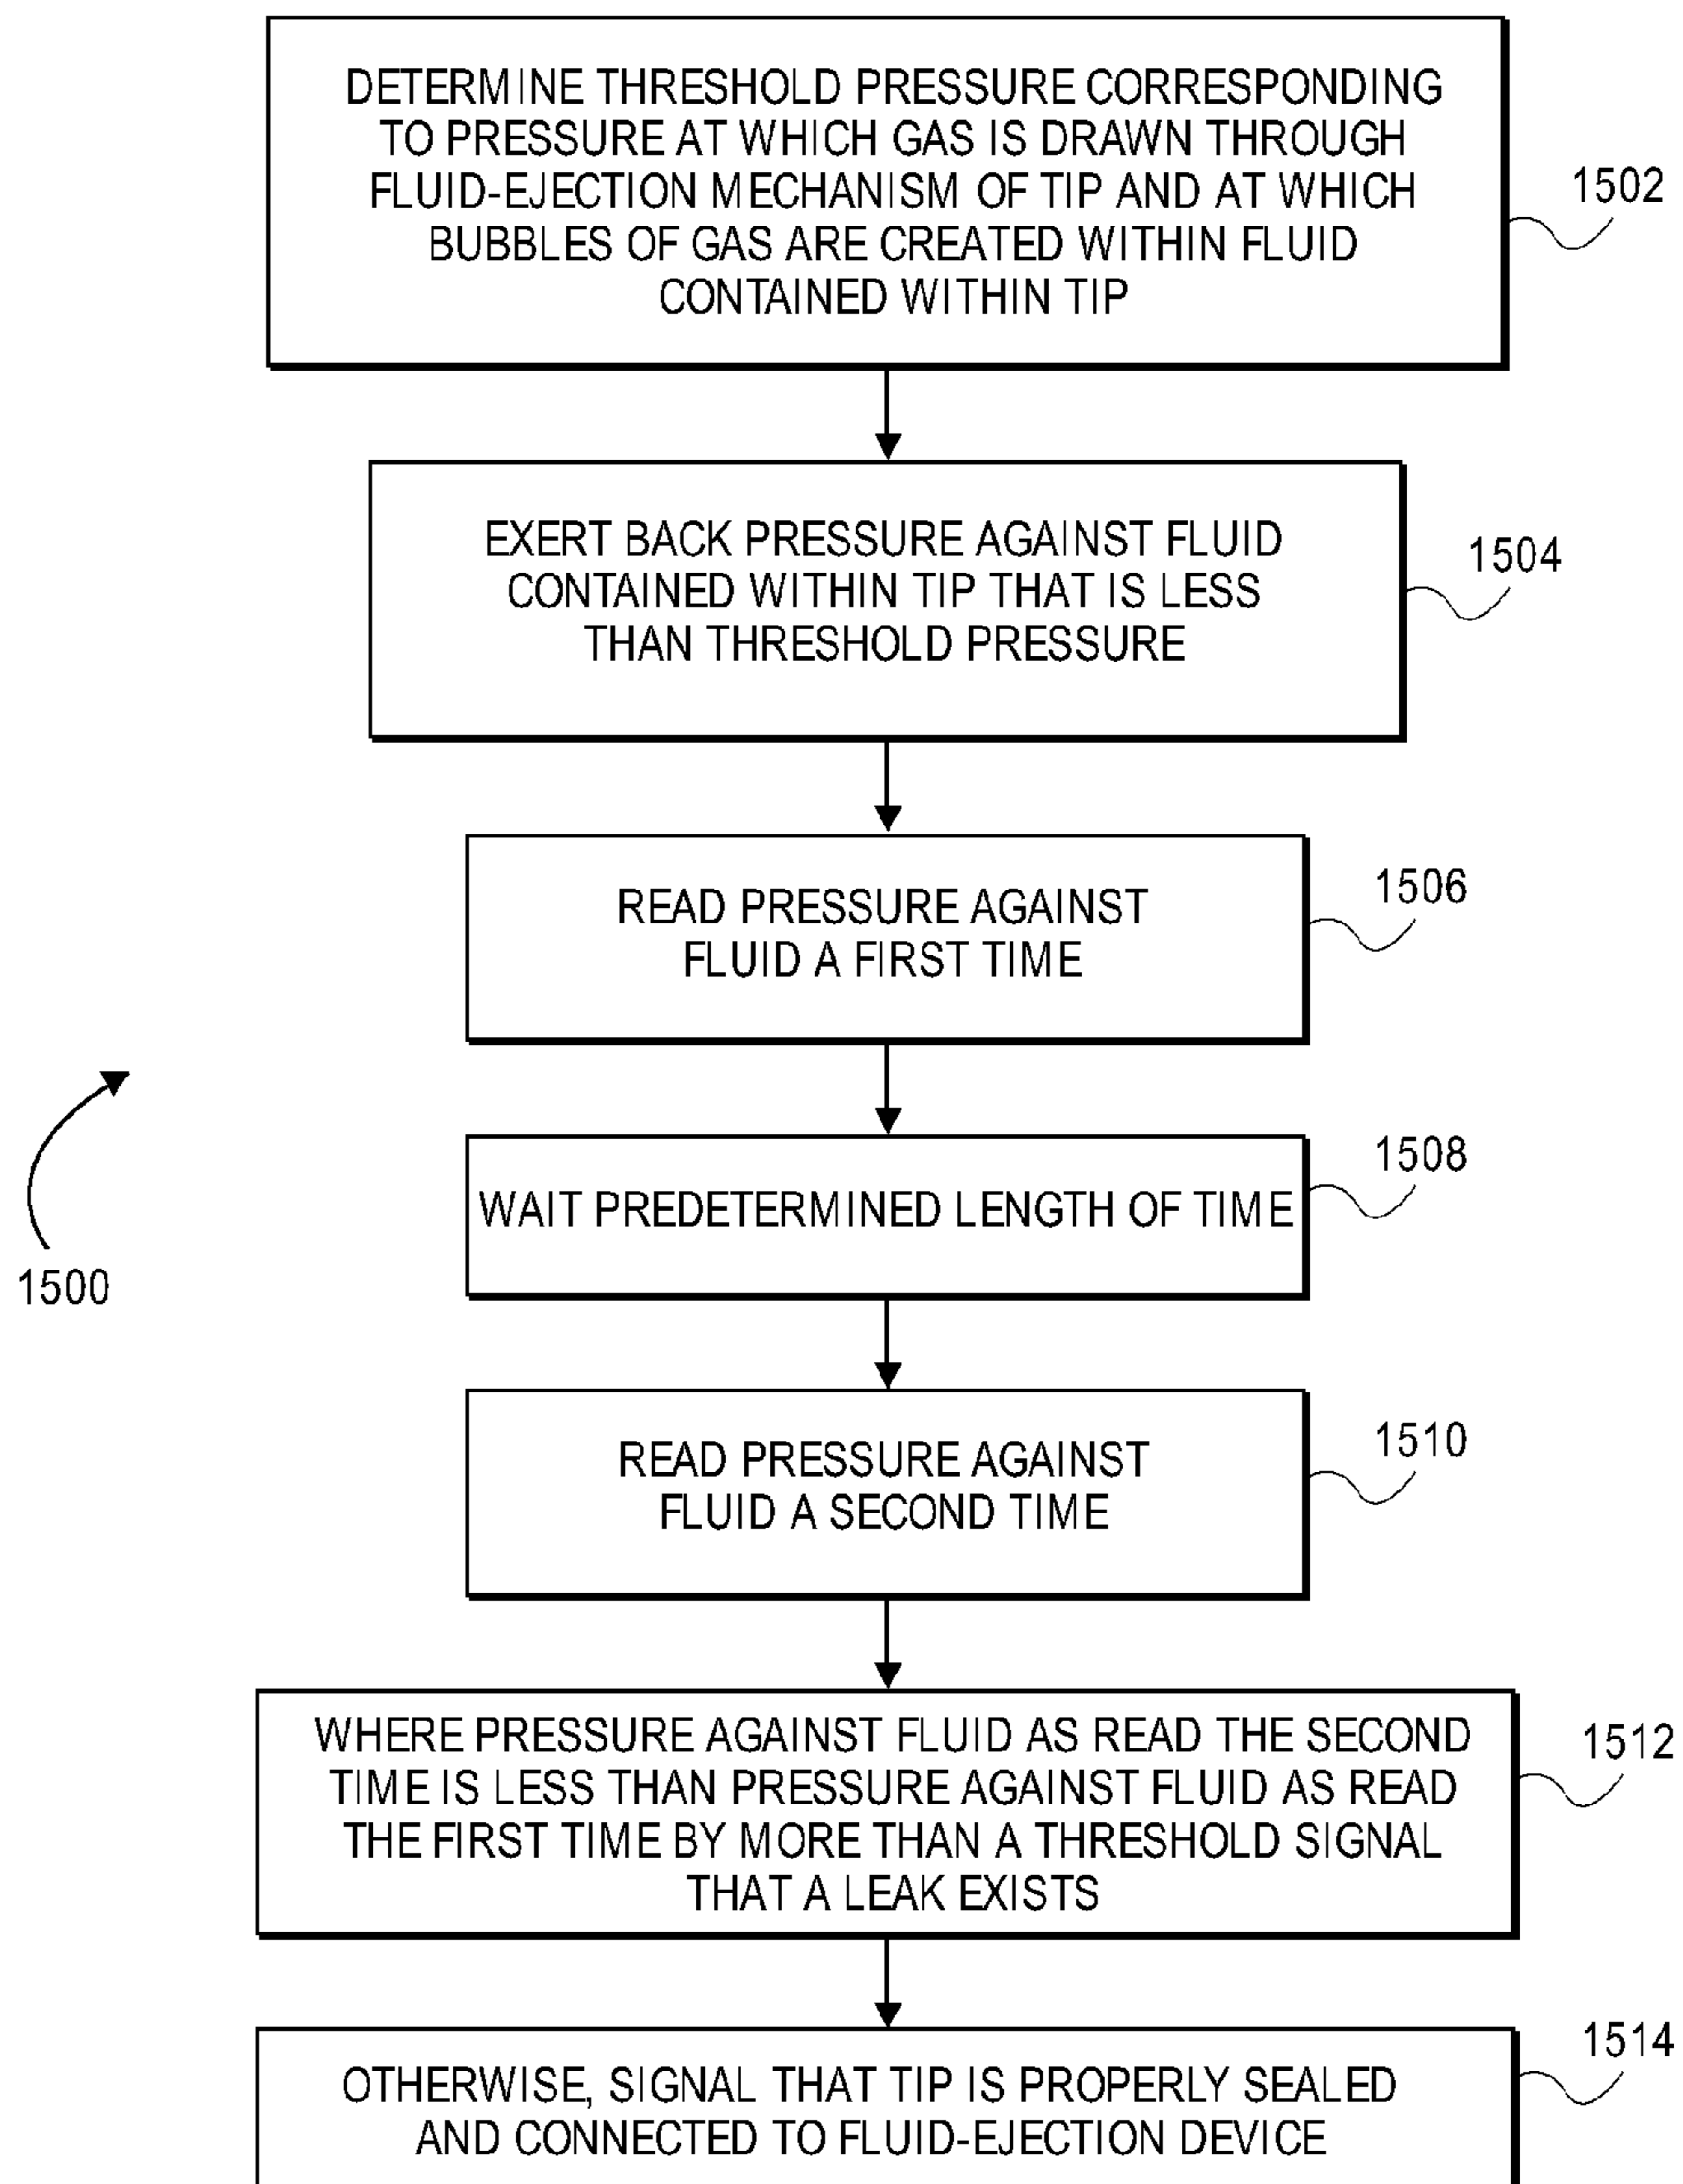 DETERMINE THRESHOLD PRESSURE CORRESPONDING
TO PRESSURE AT WHICH GAS IS DRAWN THROUGH
FLUID-EJECTION MECHANISM OF TIP AND AT WHICH
BUBBLES OF GAS ARE CREATED WITHIN FLUID
CONTAINED WITHIN TIP
1502
EXERT BACK PRESSURE AGAINST FLUID
CONTAINED WITHIN TIP THAT IS LESS
THAN THRESHOLD PRESSURE
1504
READ PRESSURE AGAINST
FLUID A FIRST TIME
1506
WAIT PREDETERMINED LENGTH OF TIME
1508
1500
READ PRESSURE AGAINST
FLUID A SECOND TIME
1510
WHERE PRESSURE AGAINST FLUID AS READ THE SECOND
TIME IS LESS THAN PRESSURE AGAINST FLUID AS READ
THE FIRST TIME BY MORE THAN A THRESHOLD SIGNAL
THAT A LEAK EXISTS
1512
OTHERWISE, SIGNAL THAT TIP IS PROPERLY SEALED
AND CONNECTED TO FLUID-EJECTION DEVICE
1514